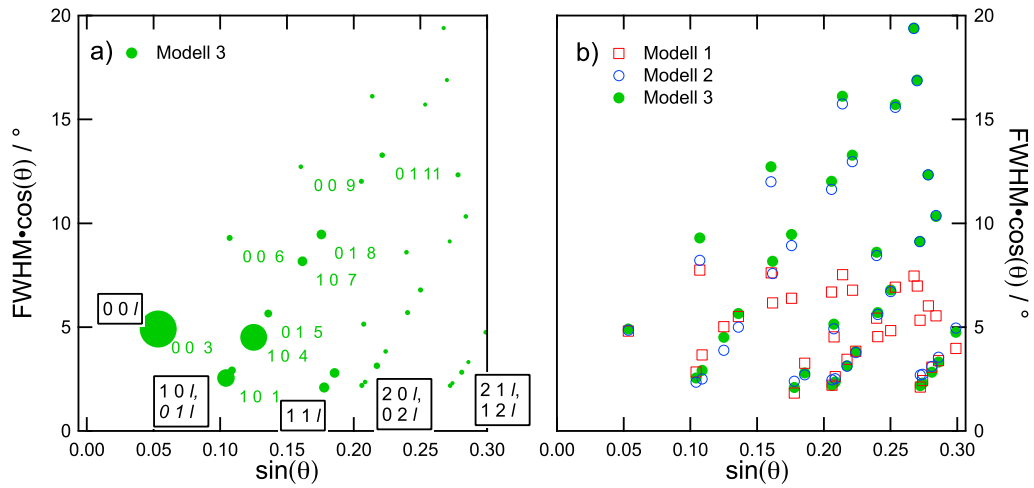 a)
Modell 3
20
15
10
5
0
FWHM•cos(θ) / °
0 0 9
0 1 11
0 0 6
0 1 8
1 0 7
0 0 l
0 0 3
0 1 5
1 0 4
1 0 1
1 0 l,
0 1 l
1 1 l
2 0 l,
0 2 l
2 1 l,
1 2 l
0.00 0.05 0.10 0.15 0.20 0.25 0.30
sin(θ)
b)
Modell 1
Modell 2
Modell 3
20
15
10
5
0
FWHM•cos(θ) / °
0.00 0.05 0.10 0.15 0.20 0.25 0.30
sin(θ)